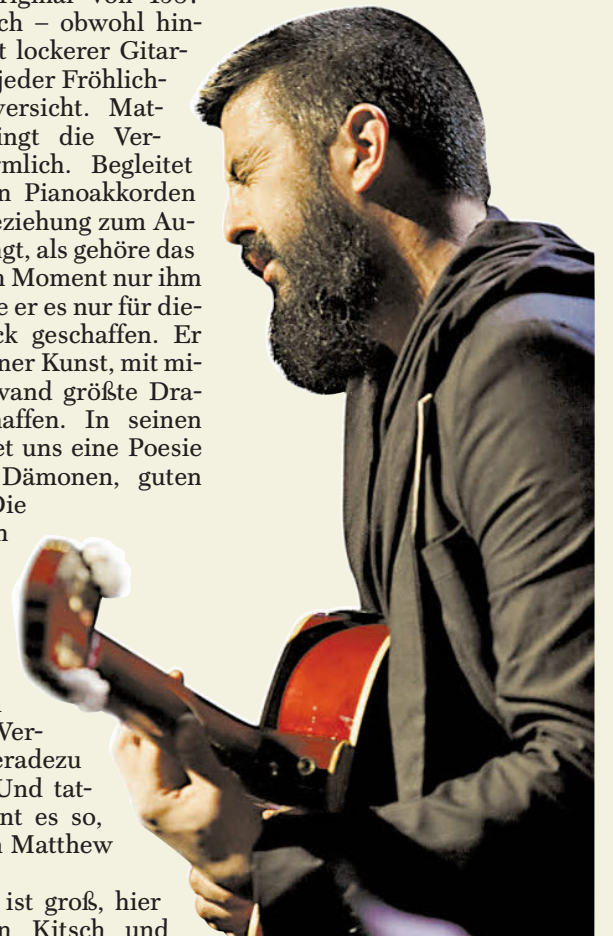 ch – obwohl hin-
t lockerer Gitar-
jeder Fröhlich-
versicht. Mat-
ingt die Ver-
rmlich. Begleitet
n Pianoakkorden
eziehung zum Au-
ngt, als gehöre das
n Moment nur ihm
e er es nur für die-
ck geschaffen. Er
ner Kunst, mit mi-
wand größte Dra-
haffen. In seinen
et uns eine Poesie
Dämonen, guten
Die
n
Ver-
eradezu
Und tat-
nt es so,
n Matthew
ist groß, hier
n Kitsch und